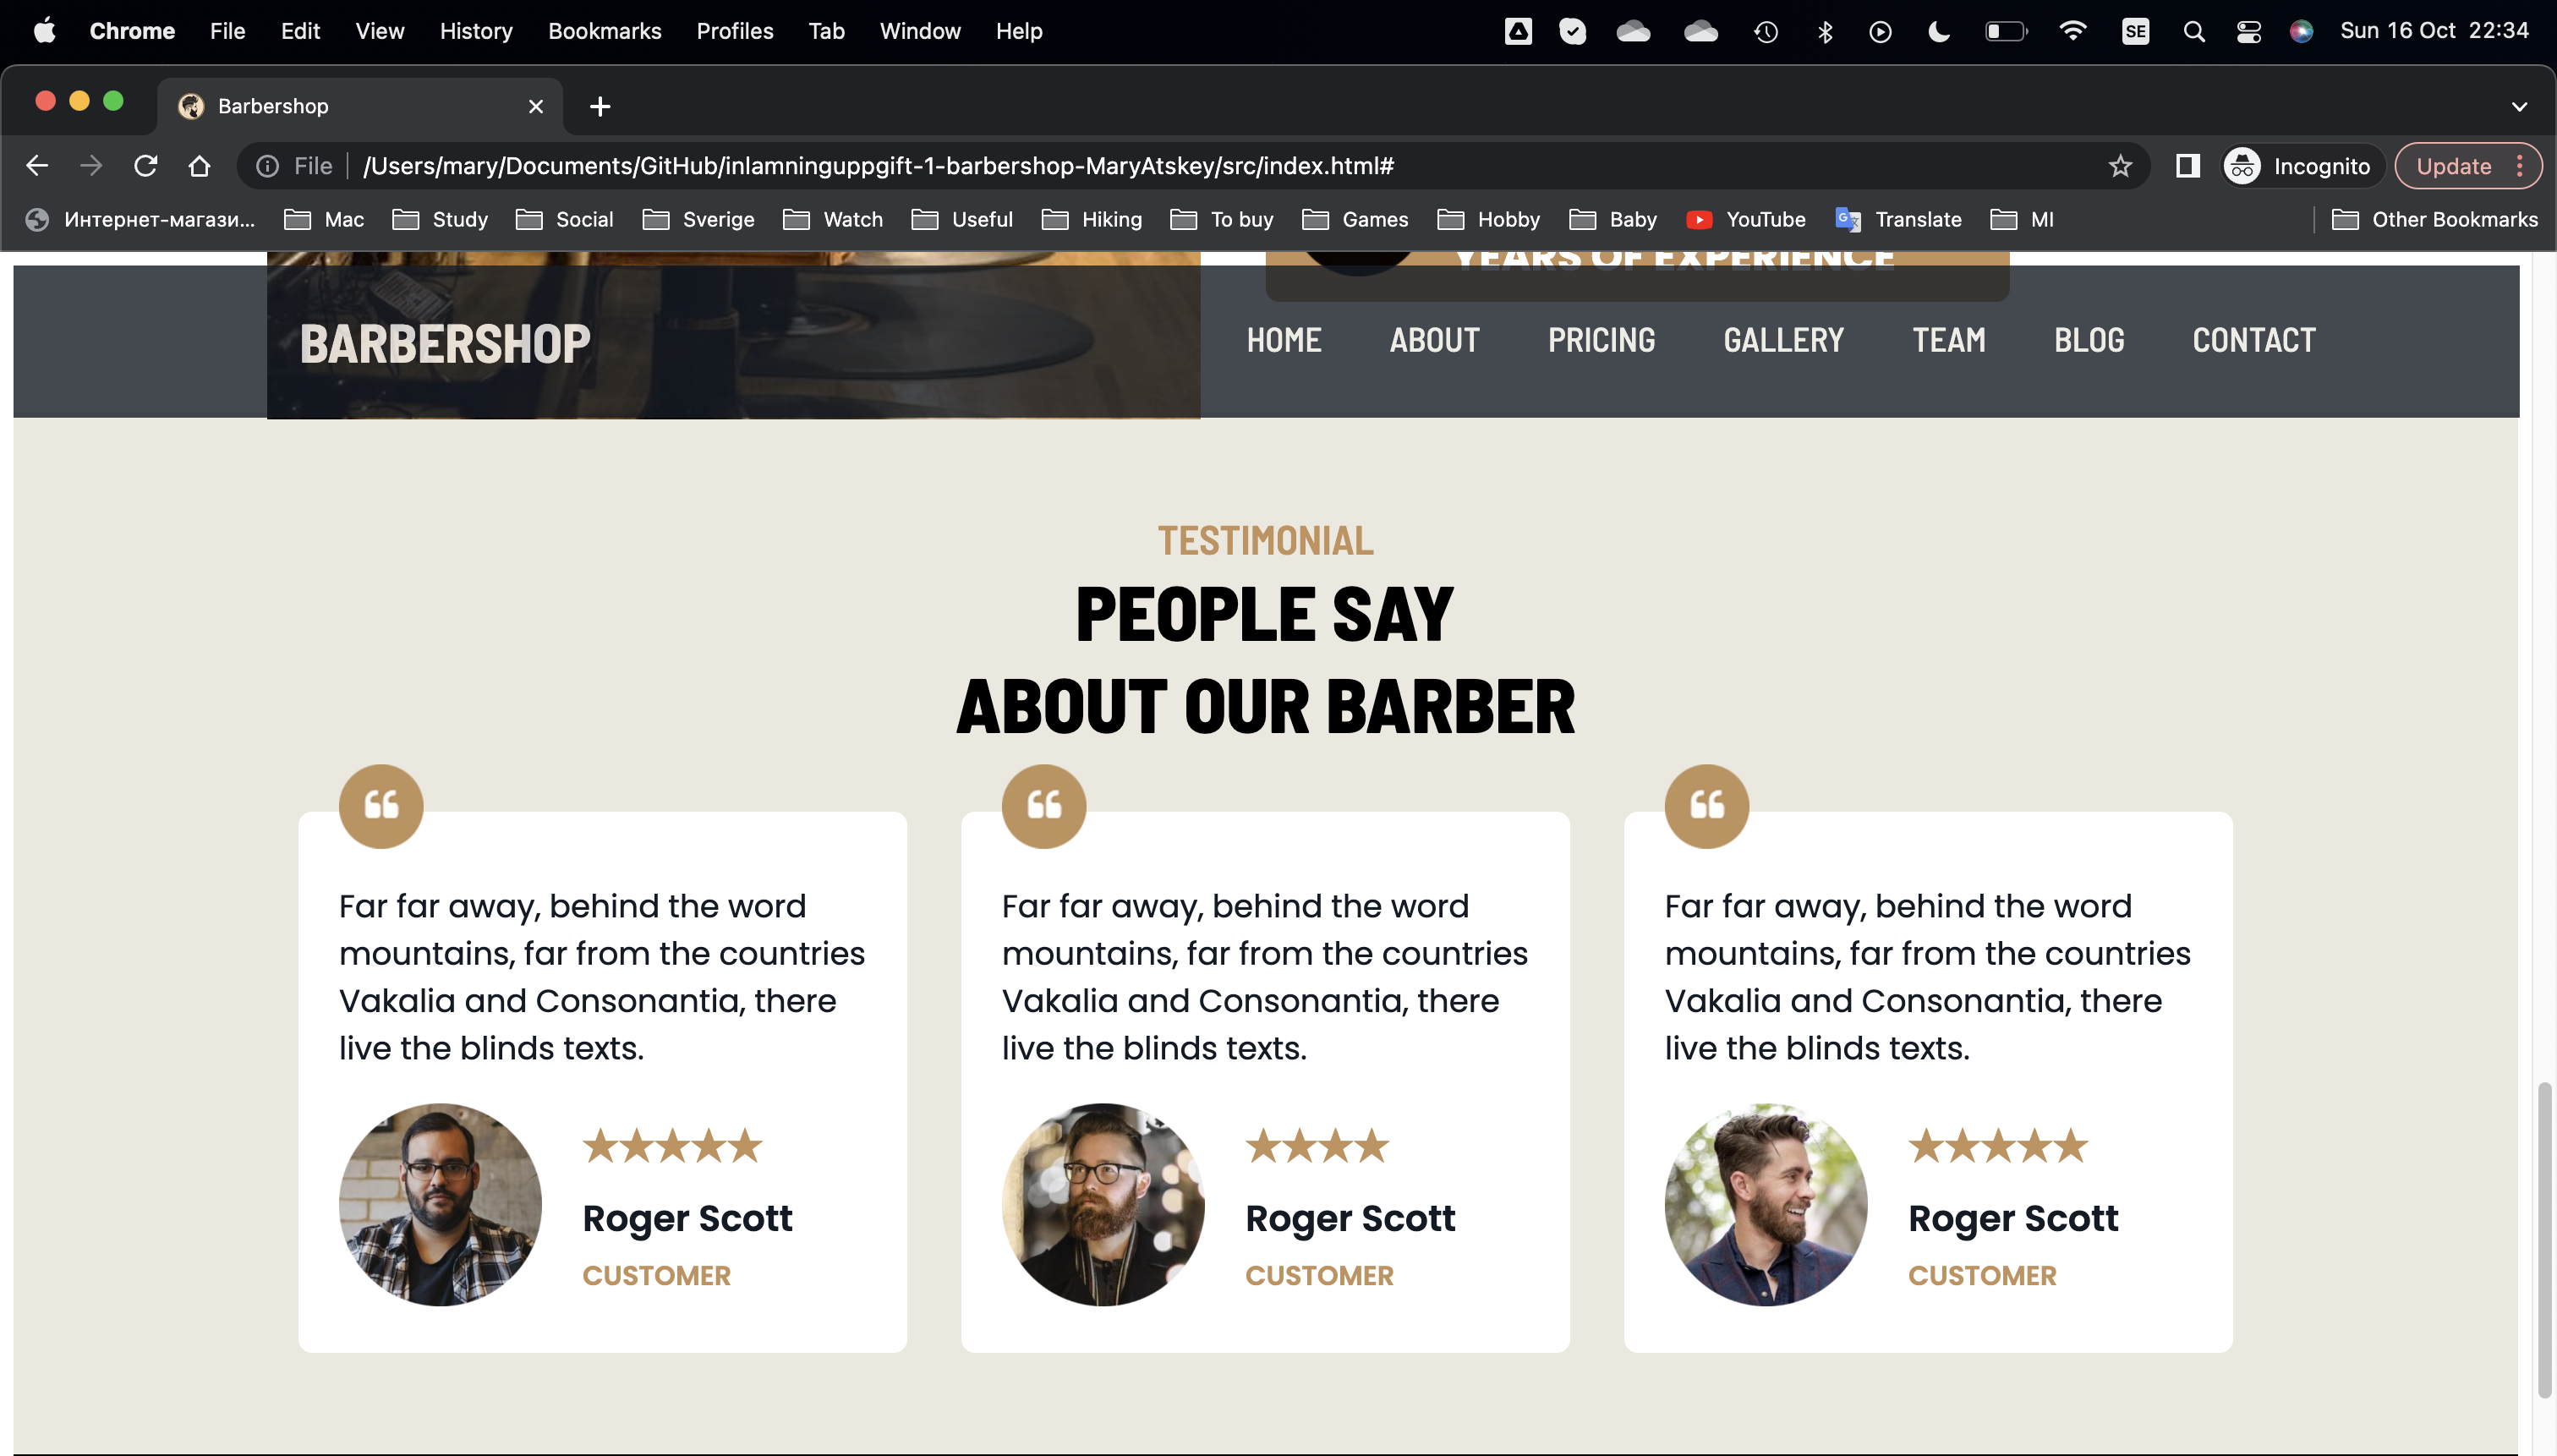 Chrome File Edit View History Bookmarks Profiles Tab Window Help SE Sun 16 Oct 22:34
Barbershop
File /Users/mary/Documents/GitHub/inlamninguppgift-1-barbershop-MaryAtskey/src/index.html# Incognito Update
Интернет-магази... Mac Study Social Sverige Watch Useful Hiking To buy Games Hobby Baby YouTube Translate MI Other Bookmarks
YEARS OF EXPERIENCE
BARBERSHOP HOME ABOUT PRICING GALLERY TEAM BLOG CONTACT
TESTIMONIAL
PEOPLE SAY
ABOUT OUR BARBER
Far far away, behind the word
mountains, far from the countries
Vakalia and Consonantia, there
live the blinds texts.
Roger Scott
CUSTOMER
Far far away, behind the word
mountains, far from the countries
Vakalia and Consonantia, there
live the blinds texts.
Roger Scott
CUSTOMER
Far far away, behind the word
mountains, far from the countries
Vakalia and Consonantia, there
live the blinds texts.
Roger Scott
CUSTOMER